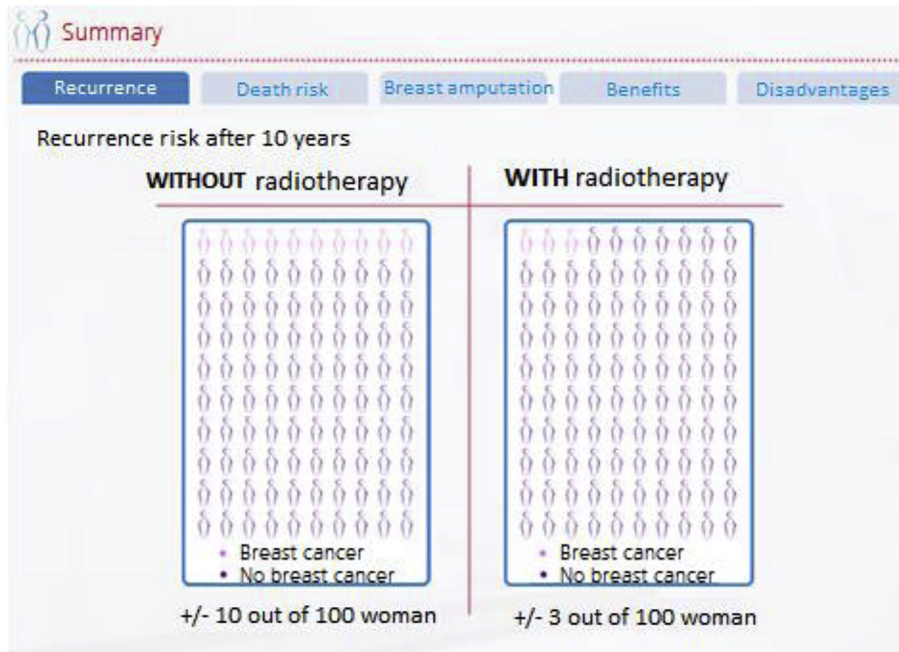 Summary
Recurrence
Death risk
Breast amputation
Benefits
Disadvantages
Recurrence risk after 10 years
WITHOUT radiotherapy
WITH radiotherapy
• Breast cancer
• No breast cancer
• Breast cancer
• No breast cancer
+/- 10 out of 100 woman
+/- 3 out of 100 woman